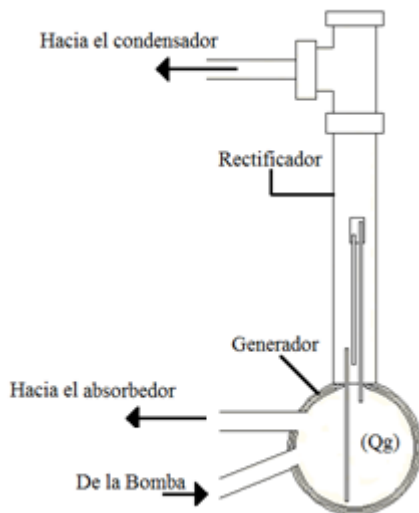 Hacia el condensador
Rectificador
Generador
Hacia el absorbedor
(Qg)
De la Bomba